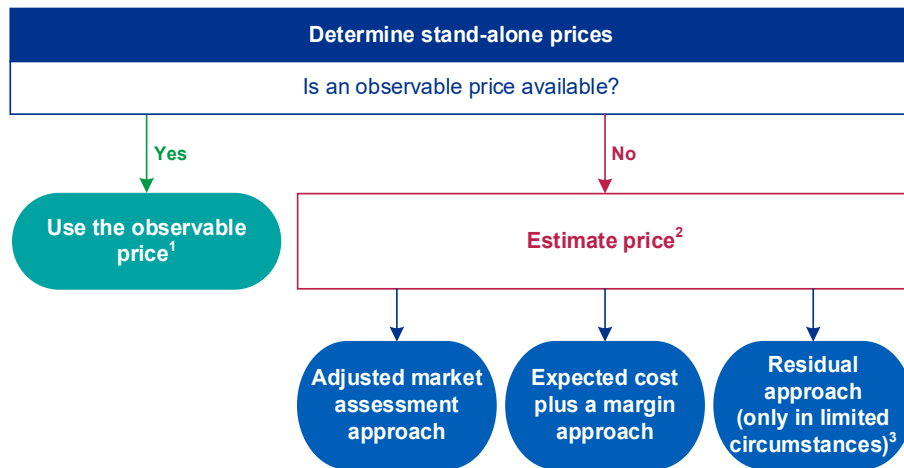 Determine stand-alone prices
Is an observable price available?
Yes
No
Use the observable
price¹
Estimate price²
Adjusted market
assessment
approach
Expected cost
plus a margin
approach
Residual
approach
(only in limited
circumstances)³